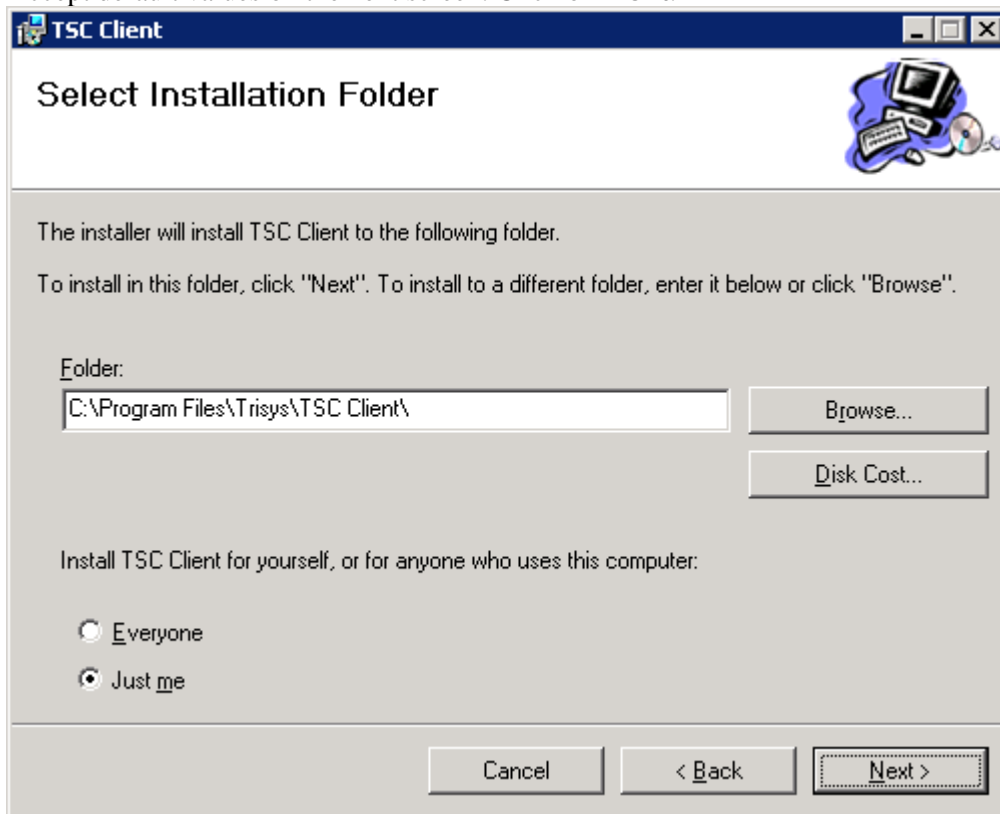 TSC Client
Select Installation Folder
The installer will install TSC Client to the following folder.
To install in this folder, click "Next". To install to a different folder, enter it below or click "Browse".
Folder:
C:\Program Files\Trisys\TSC Client\
Browse...
Disk Cost...
Install TSC Client for yourself, or for anyone who uses this computer:
Everyone
Just me
Cancel
< Back
Next >